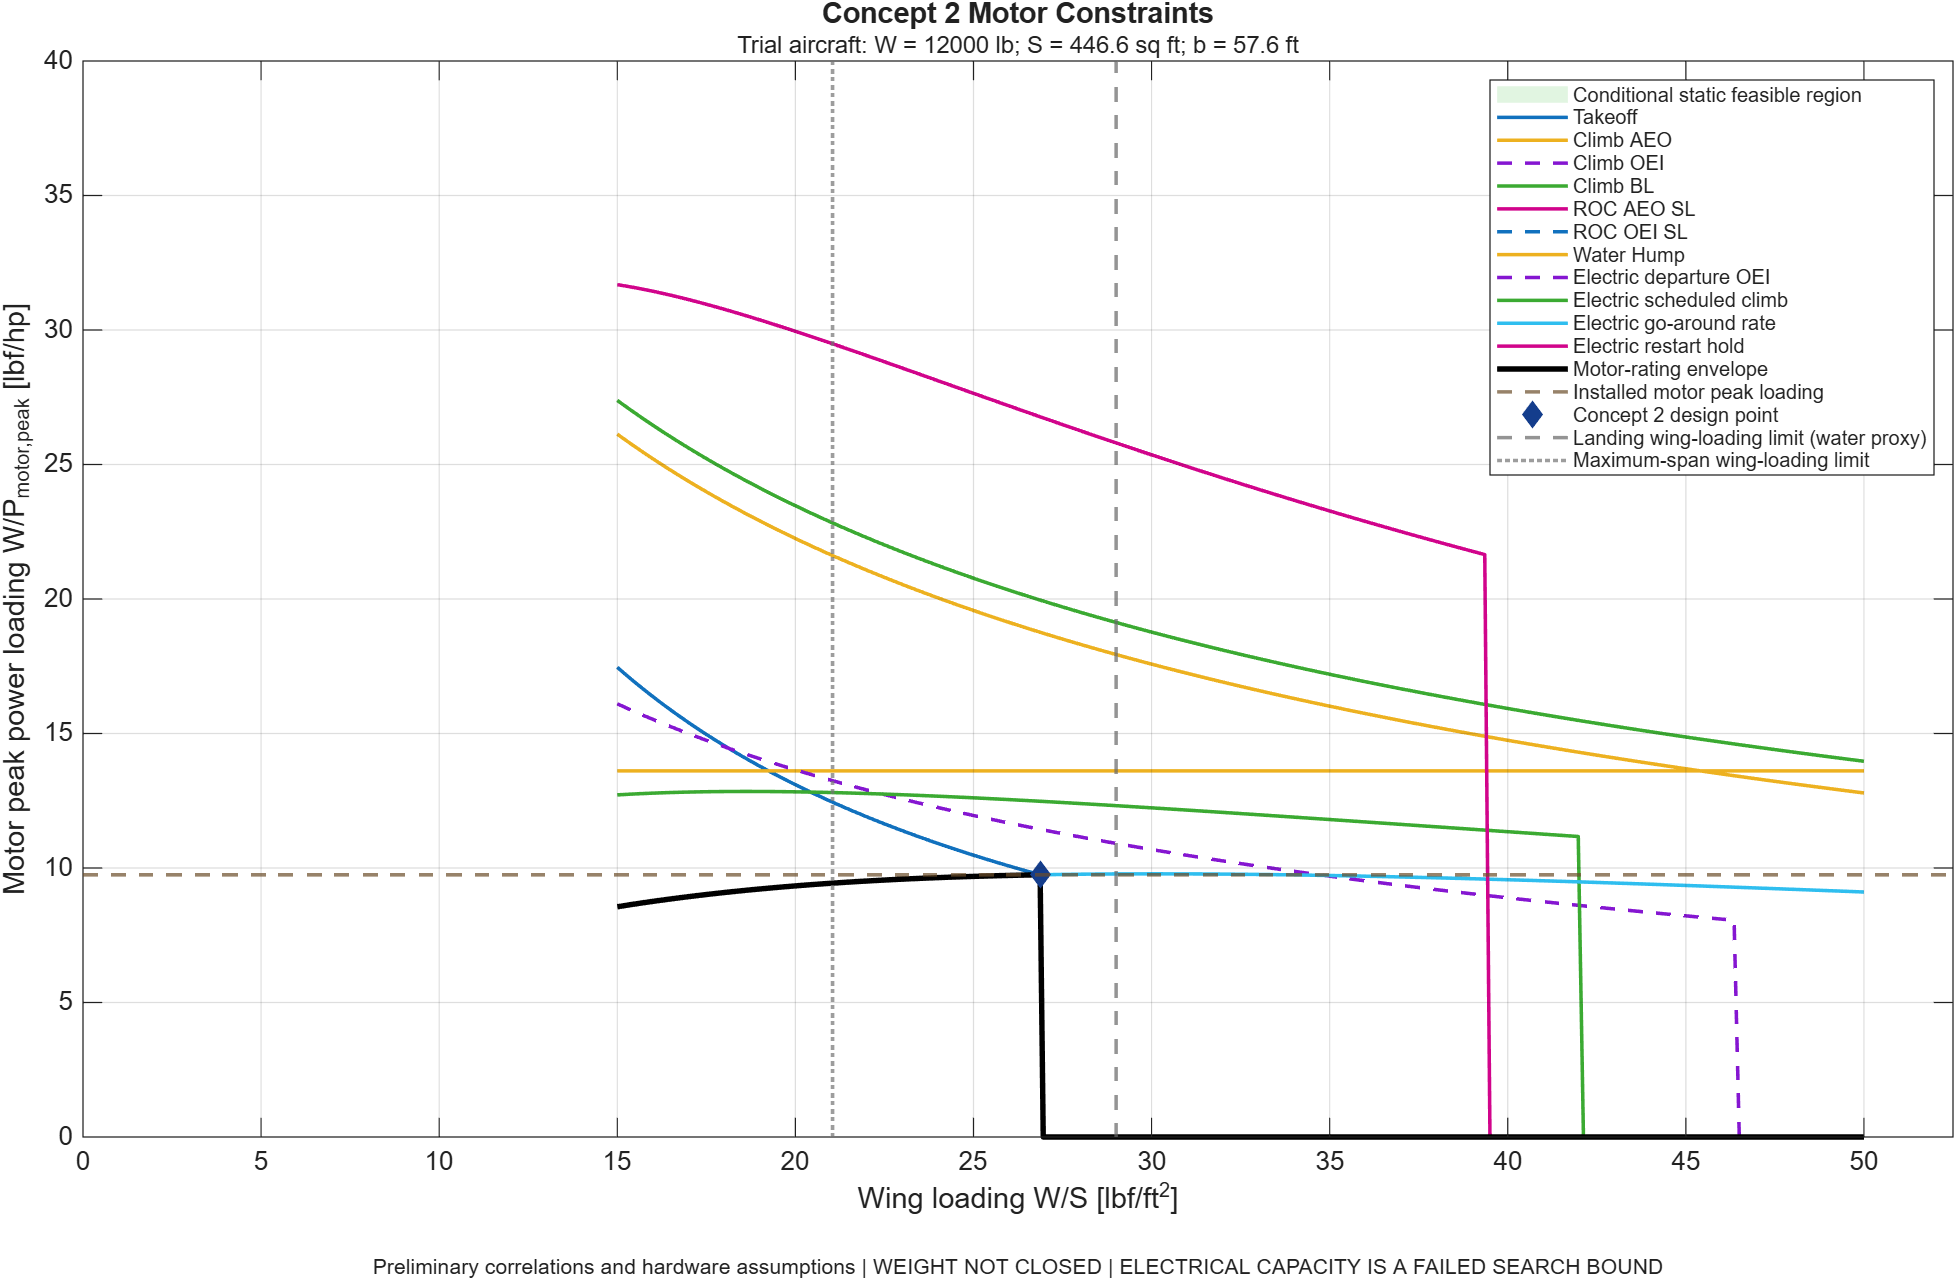 Concept 2 Motor Constraints
Trial aircraft: W = 12000 lb; S = 446.6 sq ft; b = 57.6 ft
Motor peak power loading W/P_motor,peak [lbf/hp]
40
35
30
25
20
15
10
5
0
0 5 10 15 20 25 30 35 40 45 50
Wing loading W/S [lbf/ft²]
Conditional static feasible region
Takeoff
Climb AEO
Climb OEI
Climb BL
ROC AEO SL
ROC OEI SL
Water Hump
Electric departure OEI
Electric scheduled climb
Electric go-around rate
Electric restart hold
Motor-rating envelope
Installed motor peak loading
Concept 2 design point
Landing wing-loading limit (water proxy)
Maximum-span wing-loading limit
Preliminary correlations and hardware assumptions | WEIGHT NOT CLOSED | ELECTRICAL CAPACITY IS A FAILED SEARCH BOUND